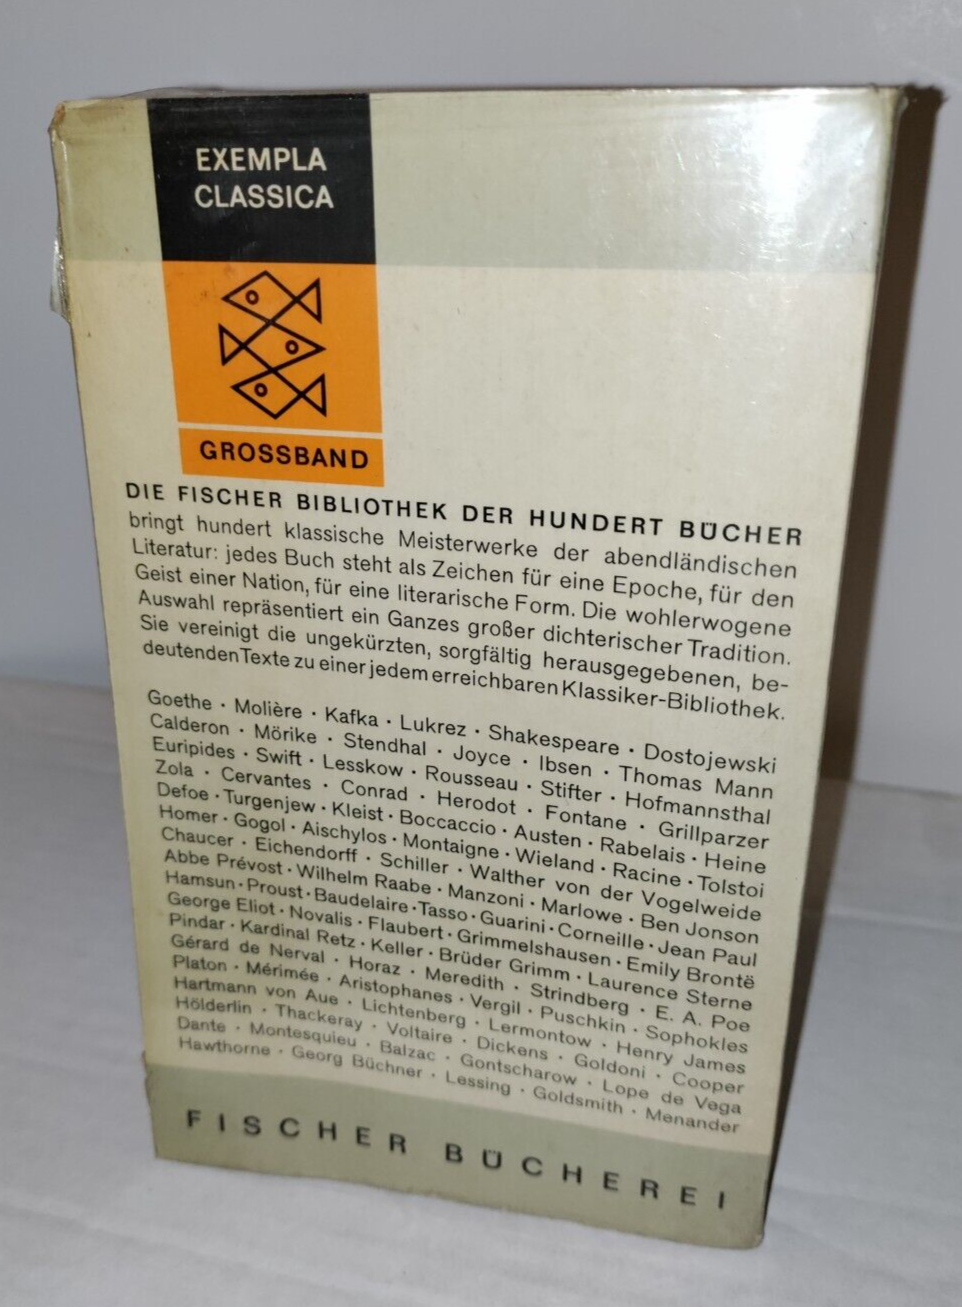 EXEMPLA
CLASSICA
GROSSBAND
DIE FISCHER BIBLIOTHEK DER HUNDERT BÜCHER
bringt hundert klassische Meisterwerke der abendländischen
Literatur: jedes Buch steht als Zeichen für eine Epoche, für den
Geist einer Nation, für eine literarische Form. Die wohlerwogene
Auswahl repräsentiert ein Ganzes großer dichterischer Tradition.
Sie vereinigt die ungekürzten, sorgfältig herausgegebenen, be-
deutenden Texte zu einer jedem erreichbaren Klassiker-Bibliothek.
Goethe · Molière · Kafka · Lukrez · Shakespeare · Dostojewski
Calderon · Mörike · Stendhal · Joyce · Ibsen · Thomas Mann
Euripides · Swift · Lesskow · Rousseau · Stifter · Hofmannsthal
Zola · Cervantes · Conrad · Herodot · Fontane · Grillparzer
Defoe · Turgenjew · Kleist · Boccaccio · Austen · Rabelais · Heine
Homer · Gogol · Aischylos · Montaigne · Wieland · Racine · Tolstoi
Chaucer · Eichendorff · Schiller · Walther von der Vogelweide
Abbe Prévost · Wilhelm Raabe · Manzoni · Marlowe · Ben Jonson
Hamsun · Proust · Baudelaire · Tasso · Guarini · Corneille · Jean Paul
George Eliot · Novalis · Flaubert · Grimmelshausen · Emily Brontë
Pindar · Kardinal Retz · Keller · Brüder Grimm · Laurence Sterne
Gérard de Nerval · Horaz · Meredith · Strindberg · E. A. Poe
Platon · Mérimée · Aristophanes · Vergil · Puschkin · Sophokles
Hartmann von Aue · Lichtenberg · Lermontow · Henry James
Hölderlin · Thackeray · Voltaire · Dickens · Goldoni · Cooper
Dante · Montesquieu · Balzac · Gontscharow · Lope de Vega
Hawthorne · Georg Büchner · Lessing · Goldsmith · Menander
FISCHER BÜCHEREI